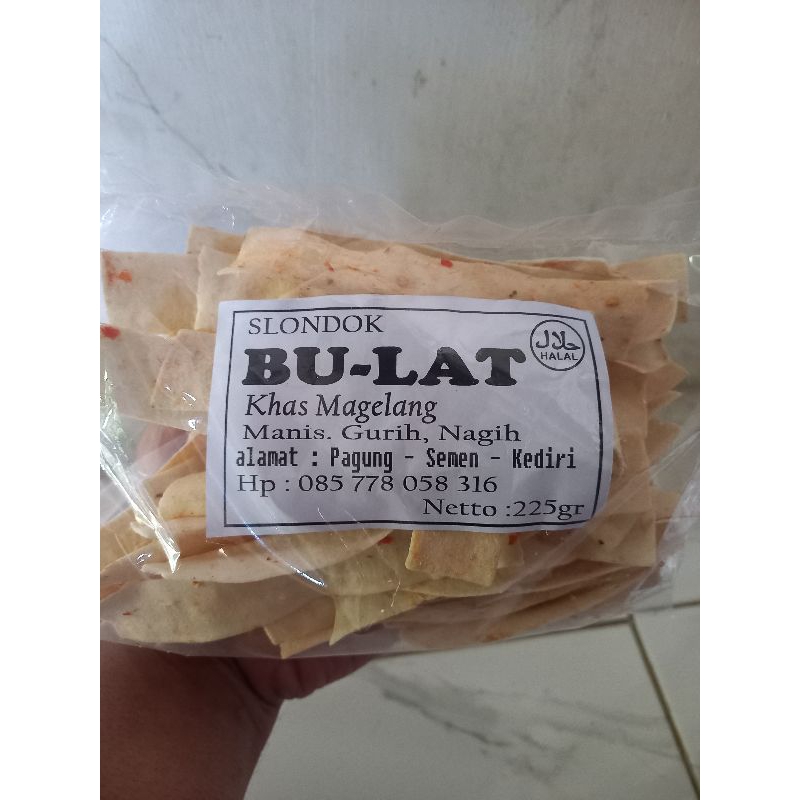 SLONDOK
حلال
HALAL
BU-LAT
Khas Magelang
Manis. Gurih, Nagih
alamat : Pagung - Semen - Kediri
Hp : 085 778 058 316
Netto :225gr